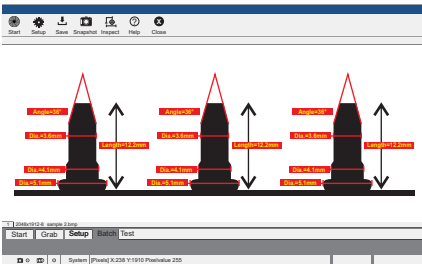 Start Setup Save Snapshot Inspect Help Close
Angle=36° Angle=36° Angle=36°
Dia.=3.6mm Dia.=3.6mm Dia.=3.6mm
Length=12.2mm Length=12.2mm Length=12.2mm
Dia.=4.1mm Dia.=4.1mm Dia.=4.1mm
Dia.=5.1mm Dia.=5.1mm Dia.=5.1mm
1 2048x1912-8 sample 2.bmp
Start Grab Setup Batch Test
System [Pixels] X:238 Y:1910 Pixelvalue 255